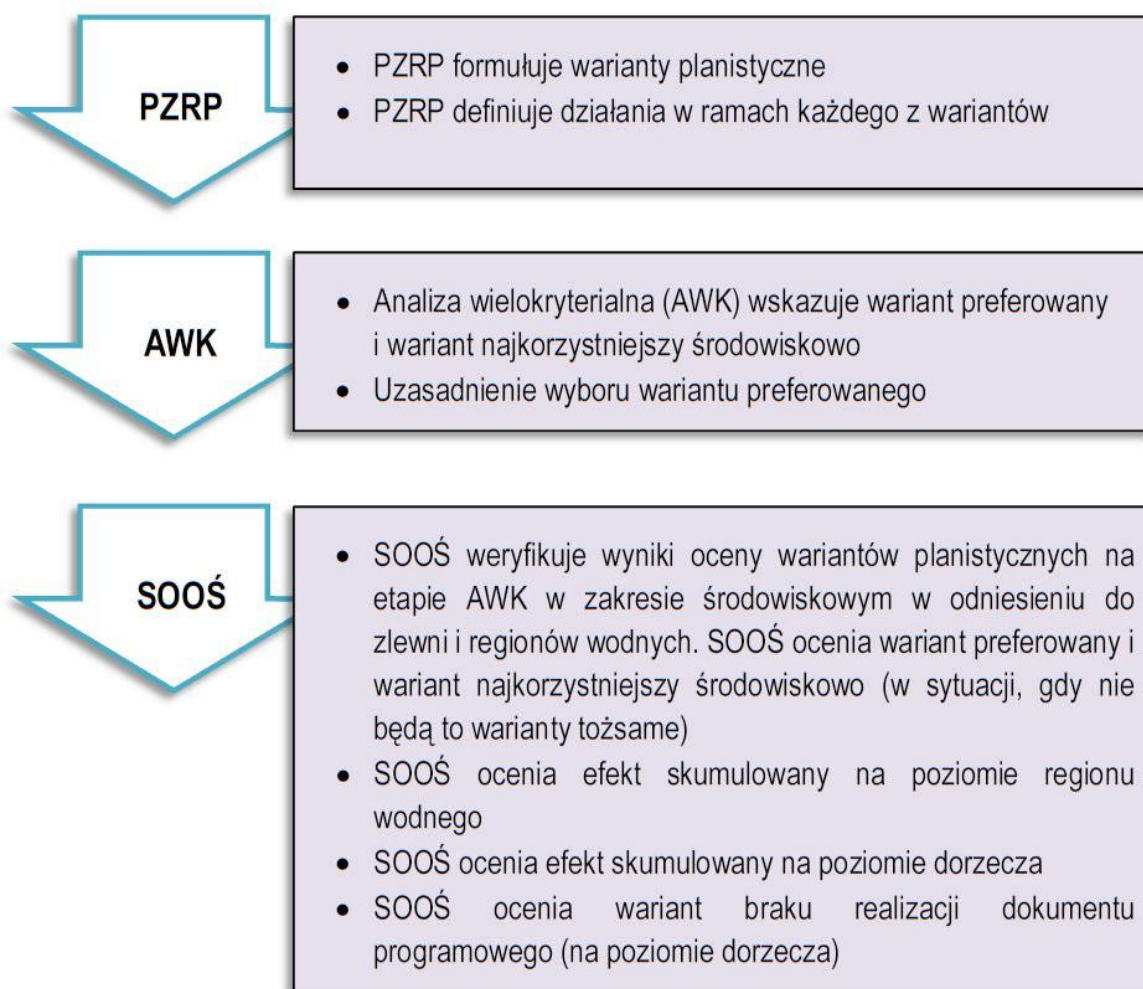 PZRP
• PZRP formułuje warianty planistyczne
• PZRP definiuje działania w ramach każdego z wariantów
AWK
• Analiza wielokryterialna (AWK) wskazuje wariant preferowany
i wariant najkorzystniejszy środowiskowo
• Uzasadnienie wyboru wariantu preferowanego
SOOŚ
• SOOŚ weryfikuje wyniki oceny wariantów planistycznych na
etapie AWK w zakresie środowiskowym w odniesieniu do
zlewni i regionów wodnych. SOOŚ ocenia wariant preferowany i
wariant najkorzystniejszy środowiskowo (w sytuacji, gdy nie
będą to warianty tożsame)
• SOOŚ ocenia efekt skumulowany na poziomie regionu
wodnego
• SOOŚ ocenia efekt skumulowany na poziomie dorzecza
• SOOŚ ocenia wariant braku realizacji dokumentu
programowego (na poziomie dorzecza)